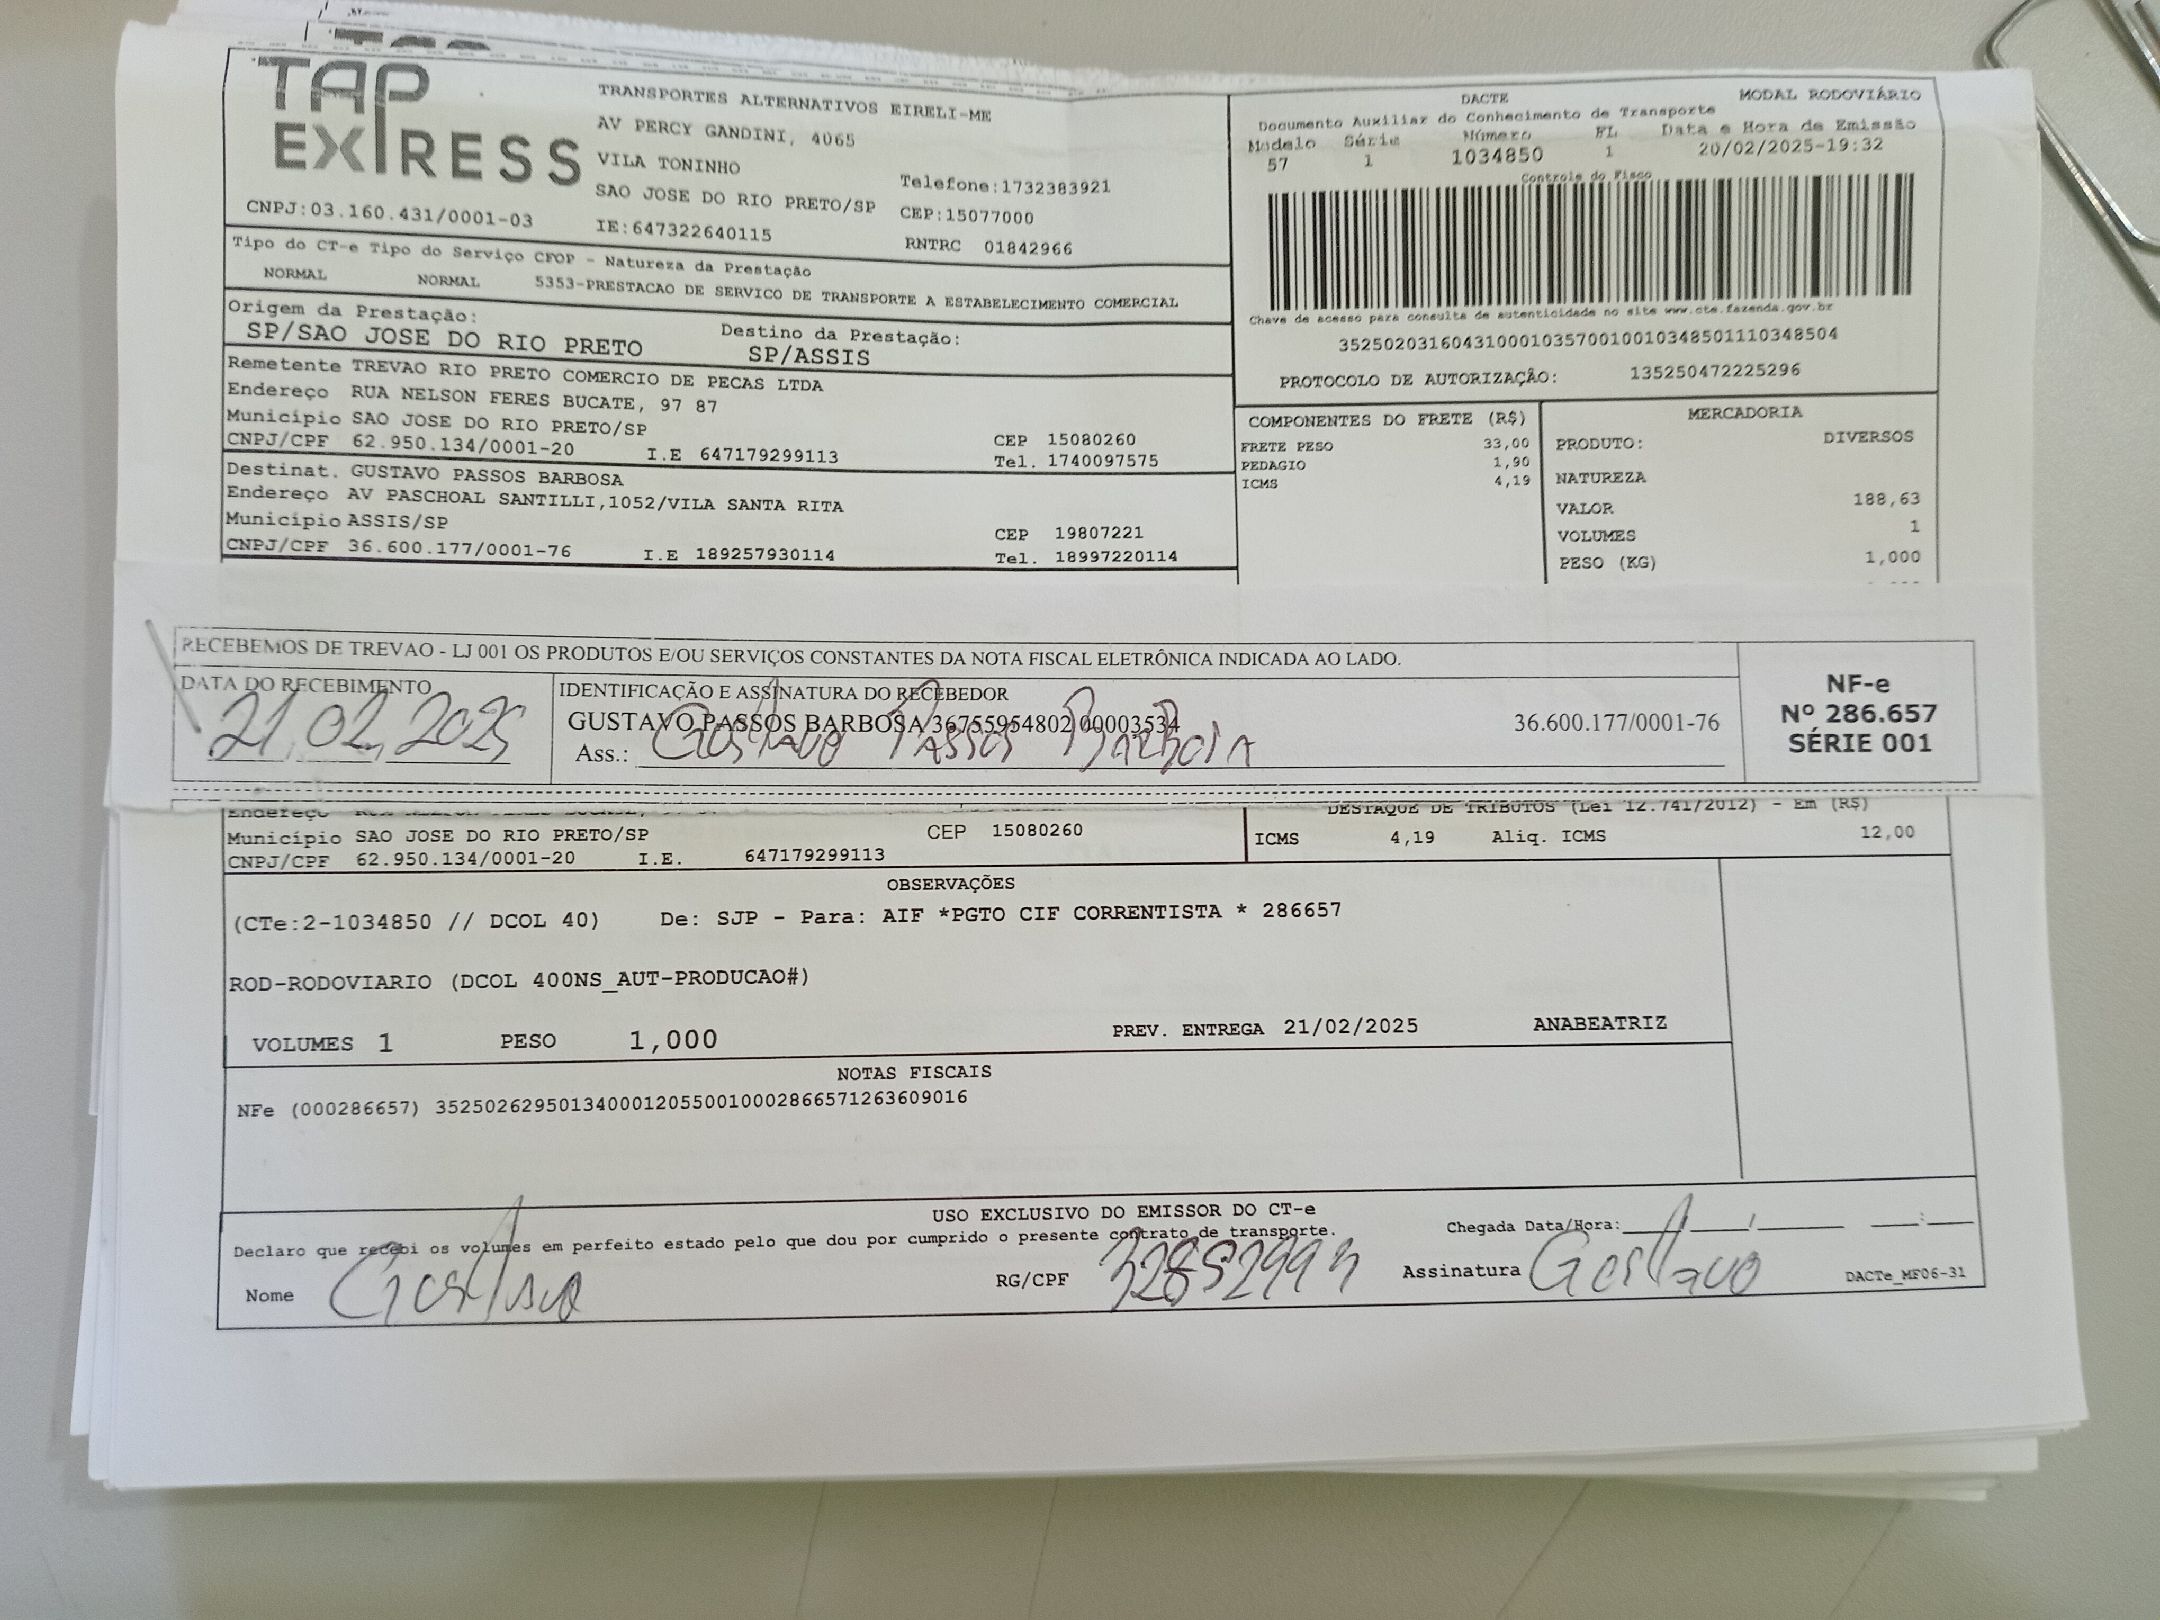 TAP
EXPRESS
TRANSPORTES ALTERNATIVOS EIRELI-ME
AV PERCY GANDINI, 4065
VILA TONINHO
Telefone:1732383921
SAO JOSE DO RIO PRETO/SP CEP:15077000
CNPJ:03.160.431/0001-03 IE:647322640115 RNTRC 01842966
DACTE MODAL RODOVIÁRIO
Documento Auxiliar do Conhecimento de Transporte
Modelo Série Número FL Data e Hora de Emissão
57 1 1034850 1 20/02/2025-19:32
Controle do Fisco
Chave de acesso para consulta de autenticidade no site www.cte.fazenda.gov.br
35250203160431000103570010010348501110348504
PROTOCOLO DE AUTORIZAÇÃO: 135250472225296
Tipo do CT-e Tipo do Serviço CFOP - Natureza da Prestação
NORMAL NORMAL 5353-PRESTACAO DE SERVICO DE TRANSPORTE A ESTABELECIMENTO COMERCIAL
Origem da Prestação: Destino da Prestação:
SP/SAO JOSE DO RIO PRETO SP/ASSIS
Remetente TREVAO RIO PRETO COMERCIO DE PECAS LTDA
Endereço RUA NELSON FERES BUCATE, 97 87
Município SAO JOSE DO RIO PRETO/SP CEP 15080260
CNPJ/CPF 62.950.134/0001-20 I.E 647179299113 Tel. 1740097575
Destinat. GUSTAVO PASSOS BARBOSA
Endereço AV PASCHOAL SANTILLI,1052/VILA SANTA RITA
Município ASSIS/SP CEP 19807221
CNPJ/CPF 36.600.177/0001-76 I.E 189257930114 Tel. 18997220114
COMPONENTES DO FRETE (R$)
FRETE PESO 33,00
PEDAGIO 1,90
ICMS 4,19
MERCADORIA
PRODUTO: DIVERSOS
NATUREZA
VALOR 188,63
VOLUMES 1
PESO (KG) 1,000
RECEBEMOS DE TREVAO - LJ 001 OS PRODUTOS E/OU SERVIÇOS CONSTANTES DA NOTA FISCAL ELETRÔNICA INDICADA AO LADO.
DATA DO RECEBIMENTO IDENTIFICAÇÃO E ASSINATURA DO RECEBEDOR
21,02,2025 GUSTAVO PASSOS BARBOSA/36755954802 00003534 36.600.177/0001-76
Ass.: Gustavo Passos Barbosa
NF-e
Nº 286.657
SÉRIE 001
Endereço
DESTAQUE DE TRIBUTOS (Lei 12.741/2012) - Em (R$)
Município SAO JOSE DO RIO PRETO/SP CEP 15080260 ICMS 4,19 Aliq. ICMS 12,00
CNPJ/CPF 62.950.134/0001-20 I.E. 647179299113
OBSERVAÇÕES
(CTe:2-1034850 // DCOL 40) De: SJP - Para: AIF *PGTO CIF CORRENTISTA * 286657
ROD-RODOVIARIO (DCOL 400NS_AUT-PRODUCAO#)
VOLUMES 1 PESO 1,000 PREV. ENTREGA 21/02/2025 ANABEATRIZ
NOTAS FISCAIS
NFe (000286657) 35250262950134000120550010002866571263609016
USO EXCLUSIVO DO EMISSOR DO CT-e
Declaro que recebi os volumes em perfeito estado pelo que dou por cumprido o presente contrato de transporte. Chegada Data/Hora:___/___/______ ___:___
Nome Gustavo RG/CPF Assinatura Gustavo DACTe_MF06-31